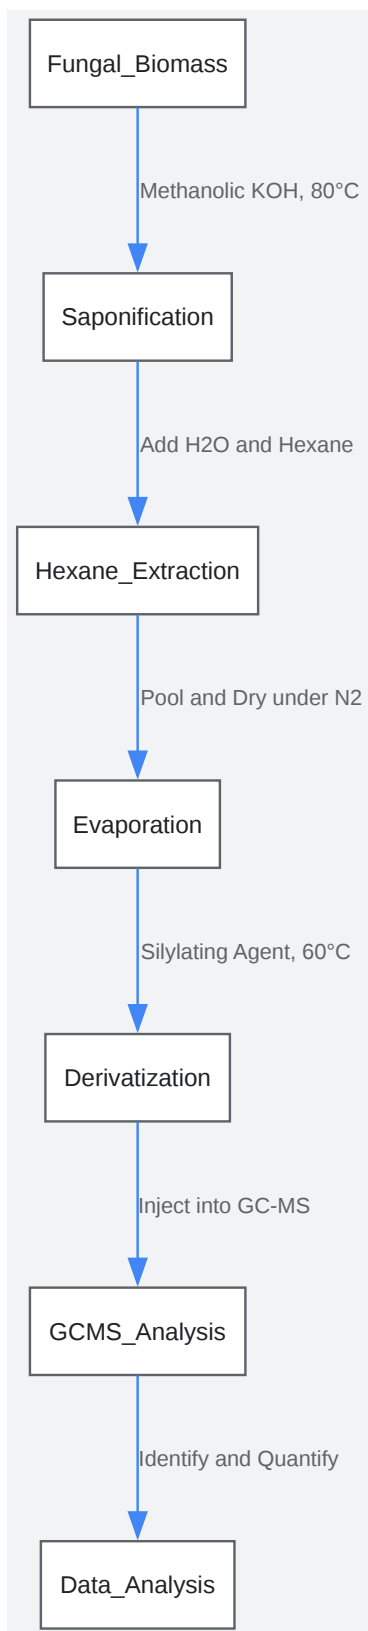 Fungal_Biomass
Methanolic KOH, 80°C
Saponification
Add H2O and Hexane
Hexane_Extraction
Pool and Dry under N2
Evaporation
Silylating Agent, 60°C
Derivatization
Inject into GC-MS
GCMS_Analysis
Identify and Quantify
Data_Analysis